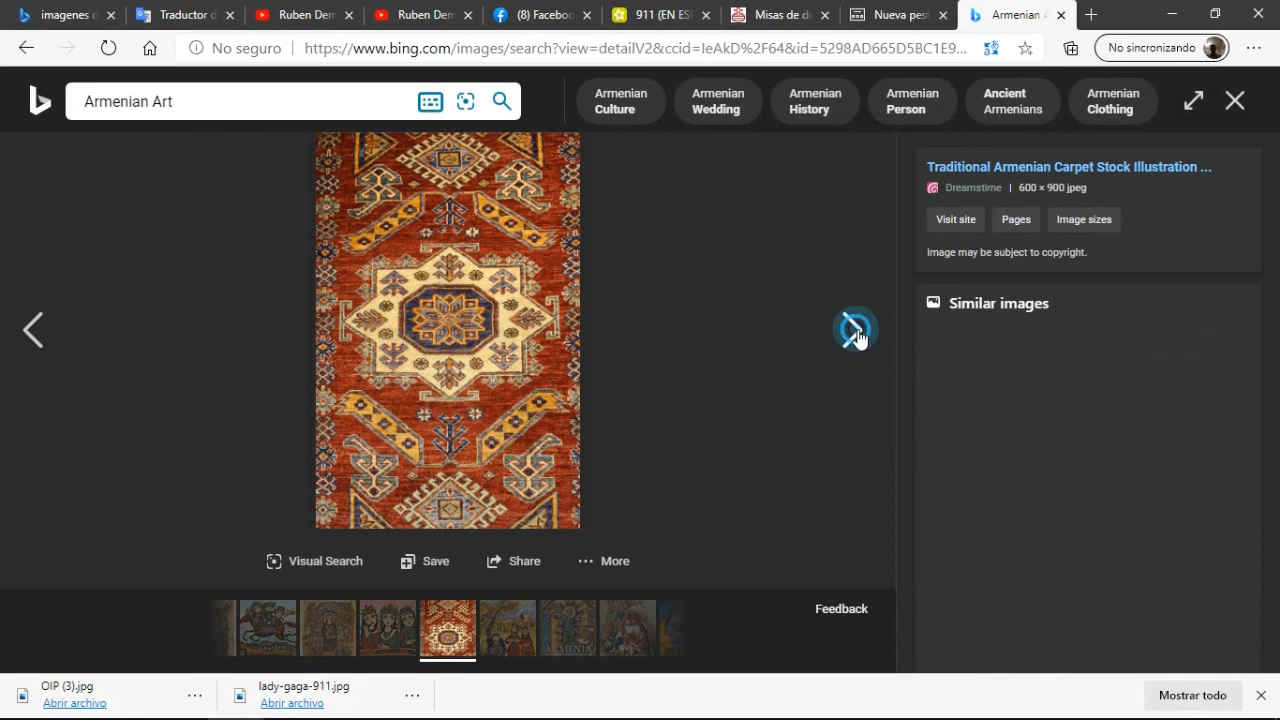 imagenes d
Traductor d
Ruben Dem
Ruben Dem
(8) Faceboo
911 (EN ES
Misas de d
Nueva pest
Armenian A
No seguro
https://www.bing.com/images/search?view=detailV2&ccid=IeAkD%2F64&id=5298AD665D5BC1E9...
No sincronizando
Armenian Art
Armenian
Culture
Armenian
Wedding
Armenian
History
Armenian
Person
Ancient
Armenians
Armenian
Clothing
Traditional Armenian Carpet Stock Illustration ...
Dreamstime | 600 × 900 jpeg
Visit site
Pages
Image sizes
Image may be subject to copyright.
Similar images
Visual Search
Save
Share
More
ARMENIA
Feedback
OIP (3).jpg
Abrir archivo
lady-gaga-911.jpg
Abrir archivo
Mostrar todo